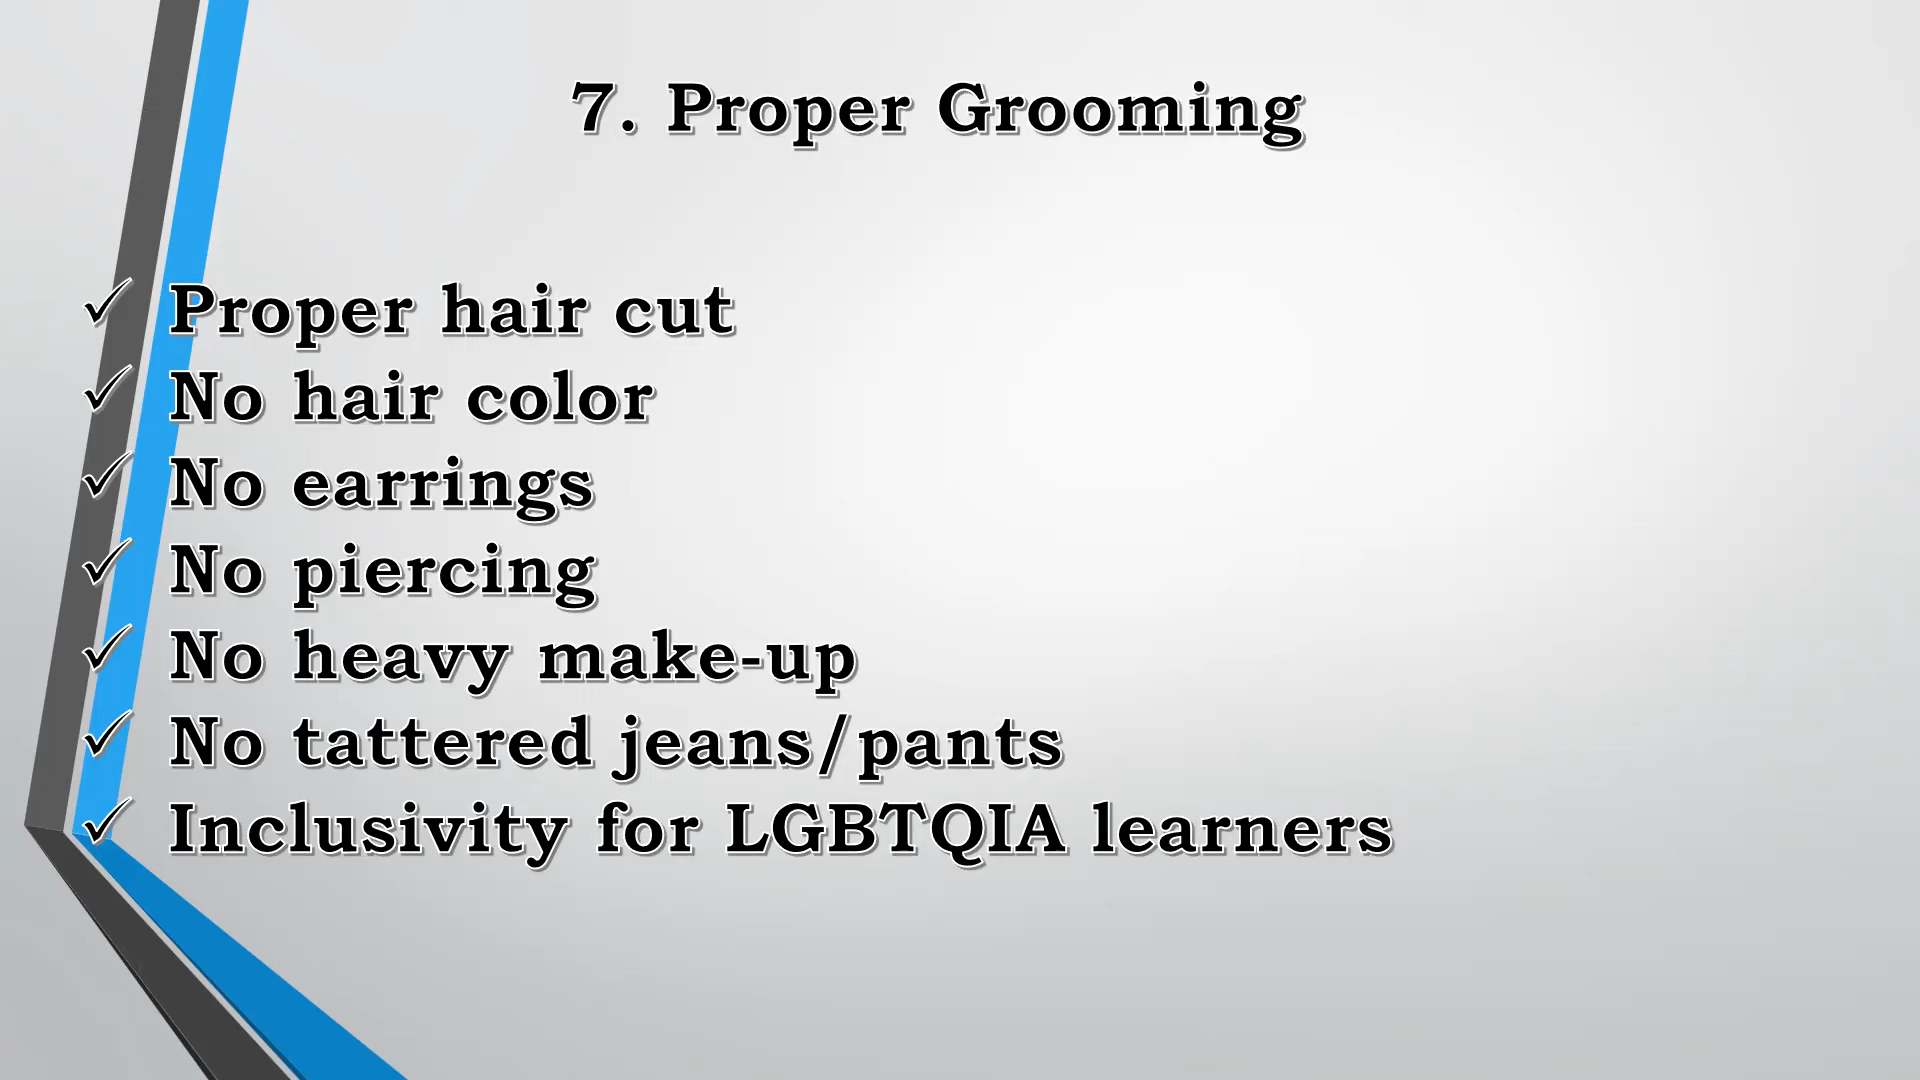 7. Proper Grooming
✓ Proper hair cut
✓ No hair color
✓ No earrings
✓ No piercing
✓ No heavy make-up
✓ No tattered jeans/pants
✓ Inclusivity for LGBTQIA learners